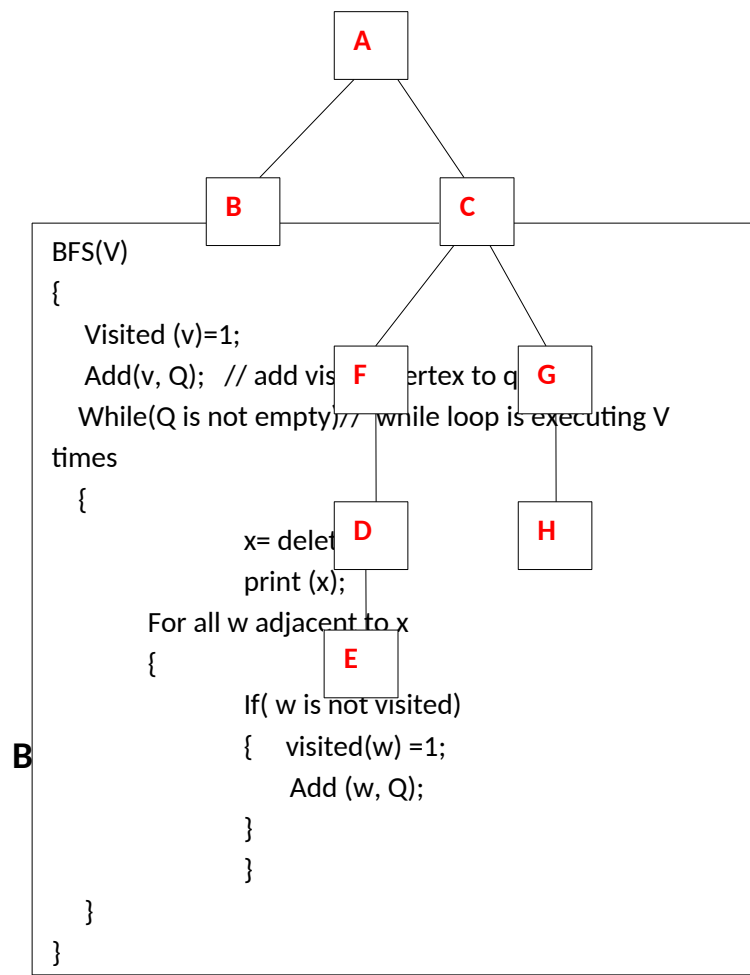 A
B C
BFS(V)
{
Visited (v)=1;
Add(v, Q); // add vis F ertex to q G
While(Q is not empty)// while loop is executing V
times
{
x= delet D H
print (x);
For all w adjacent to x
{ E
If( w is not visited)
B { visited(w) =1;
Add (w, Q);
}
}
}
}